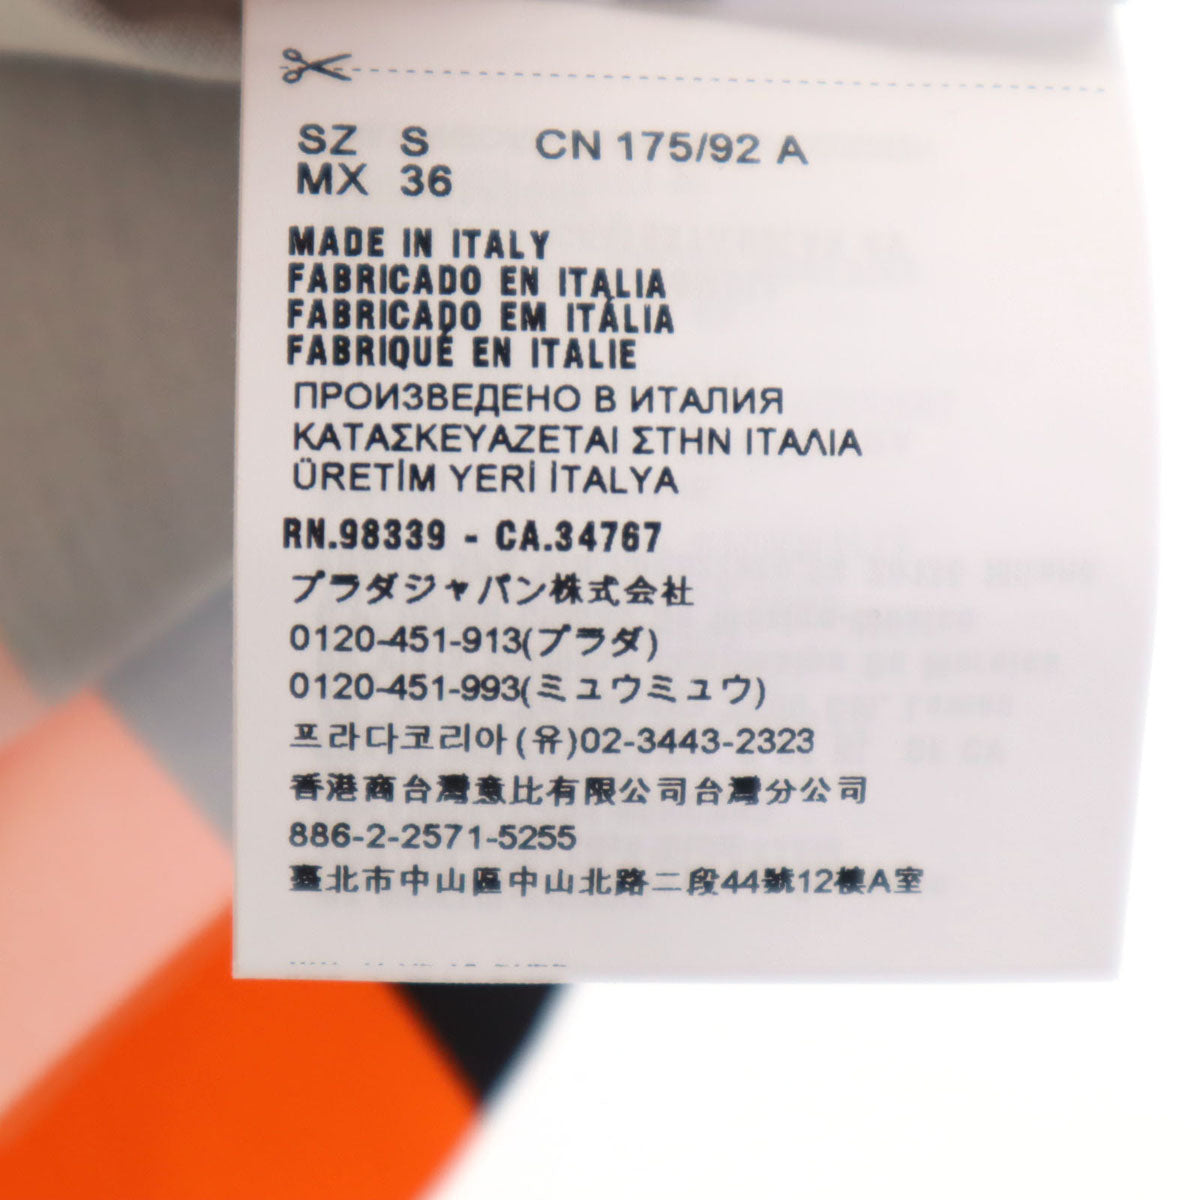 SZ S CN 175/92 A
MX 36
MADE IN ITALY
FABRICADO EN ITALIA
FABRICADO EM ITÁLIA
FABRIQUÉ EN ITALIE
ПРОИЗВЕДЕНО В ИТАЛИЯ
ΚΑΤΑΣΚΕΥΑΖΕΤΑΙ ΣΤΗΝ ΙΤΑΛΙΑ
ÜRETİM YERİ İTALYA
RN.98339 - CA.34767
プラダジャパン株式会社
0120-451-913(プラダ)
0120-451-993(ミュウミュウ)
프라다코리아(유)02-3443-2323
香港商台灣意比有限公司台灣分公司
886-2-2571-5255
臺北市中山區中山北路二段44號12樓A室